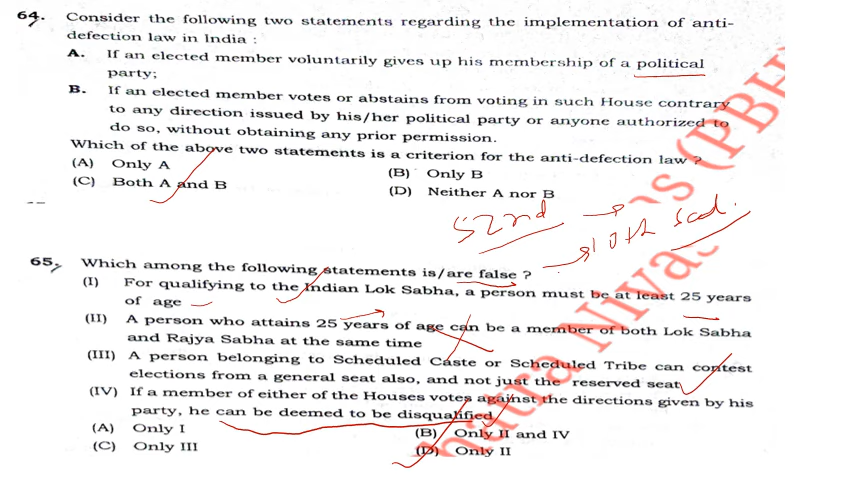 64. Consider the following two statements regarding the implementation of anti-
defection law in India :
A. If an elected member voluntarily gives up his membership of a political
party;
B. If an elected member votes or abstains from voting in such House contrary
to any direction issued by his/her political party or anyone authorized to
do so, without obtaining any prior permission.
Which of the above two statements is a criterion for the anti-defection law ?
(A) Only A
(B) Only B
(C) Both A and B
(D) Neither A nor B
52nd
10th
65. Which among the following statements is/are false ?
(I) For qualifying to the Indian Lok Sabha, a person must be at least 25 years
of age
(II) A person who attains 25 years of age can be a member of both Lok Sabha
and Rajya Sabha at the same time
(III) A person belonging to Scheduled Caste or Scheduled Tribe can contest
elections from a general seat also, and not just the reserved seat
(IV) If a member of either of the Houses votes against the directions given by his
party, he can be deemed to be disqualified
(A) Only I
(B) Only II and IV
(C) Only III
(D) Only II